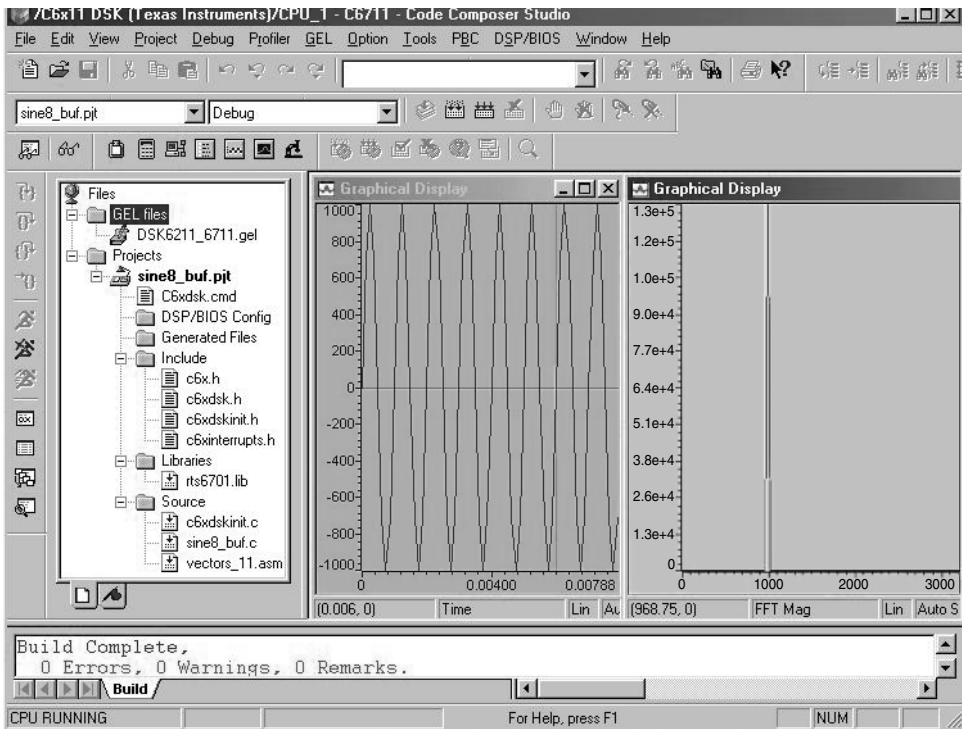 /C6x11 DSK (Texas Instruments)/CPU_1 - C6711 - Code Composer Studio
File Edit View Project Debug Profiler GEL Option Tools PBC DSP/BIOS Window Help
sine8_buf.pjt Debug
Files
GEL files
DSK6211_6711.gel
Projects
sine8_buf.pjt
C6xdsk.cmd
DSP/BIOS Config
Generated Files
Include
c6x.h
c6xdsk.h
c6xdskinit.h
c6xinterrupts.h
Libraries
rts6701.lib
Source
c6xdskinit.c
sine8_buf.c
vectors_11.asm
Graphical Display
1000
800
600
400
200
0
-200
-400
-600
-800
-1000
0 0.00400 0.00788
(0.006, 0) Time Lin Au
Graphical Display
1.3e+5
1.2e+5
1.0e+5
9.0e+4
7.7e+4
6.4e+4
5.1e+4
3.8e+4
2.6e+4
1.3e+4
0
0 1000 2000 3000
(968.75, 0) FFT Mag Lin Auto S
Build Complete,
0 Errors, 0 Warnings, 0 Remarks.
Build
CPU RUNNING For Help, press F1 NUM